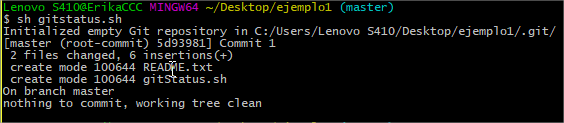 Lenovo S410@ErikaCCC MINGW64 ~/Desktop/ejemplo1 (master)
$ sh gitstatus.sh
Initialized empty Git repository in C:/Users/Lenovo S410/Desktop/ejemplo1/.git/
[master (root-commit) 5d93981] Commit 1
 2 files changed, 6 insertions(+)
 create mode 100644 README.txt
 create mode 100644 gitStatus.sh
On branch master
nothing to commit, working tree clean